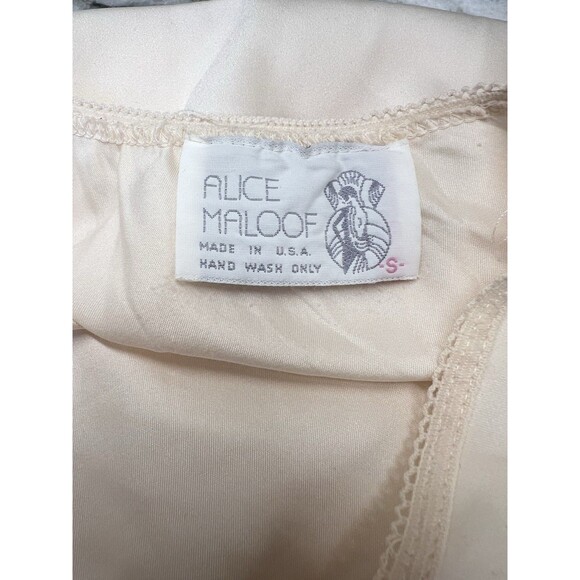 ALICE
MALOOF
MADE IN U.S.A.
HAND WASH ONLY
-S-